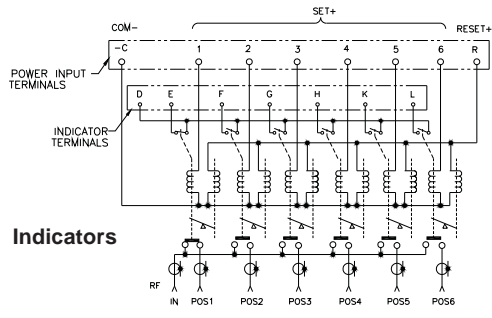 SET+
COM- RESET+
-C 1 2 3 4 5 6 R
POWER INPUT
TERMINALS
D E F G H K L
INDICATOR
TERMINALS
Indicators
RF
IN POS1 POS2 POS3 POS4 POS5 POS6